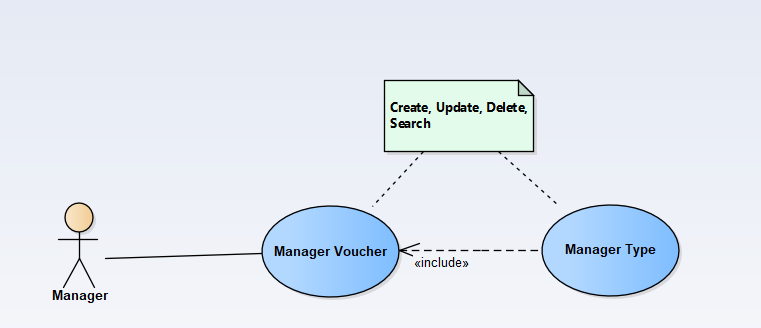 Create, Update, Delete,
Search
Manager Voucher
Manager Type
«include»
Manager